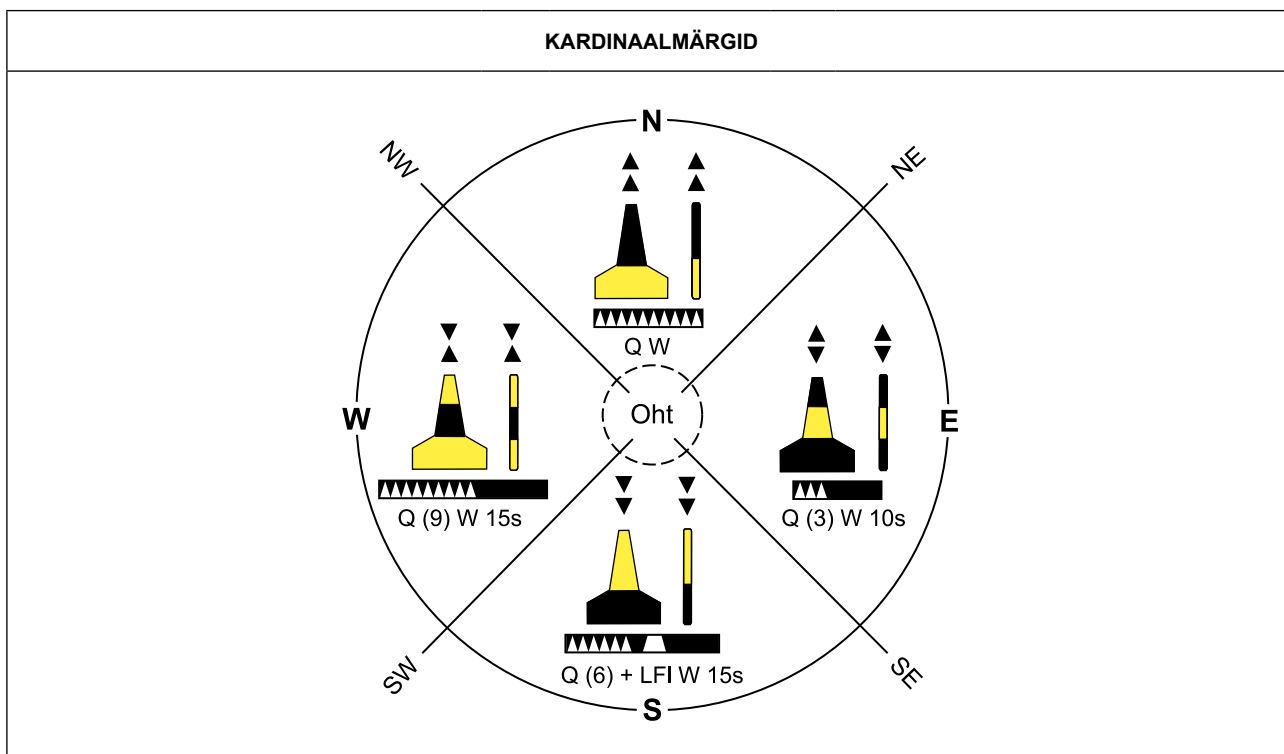 KARDINAALMÄRGID
N
NW
NE
Q W
W
Oht
E
Q (9) W 15s
Q (3) W 10s
Q (6) + LFl W 15s
SW
SE
S